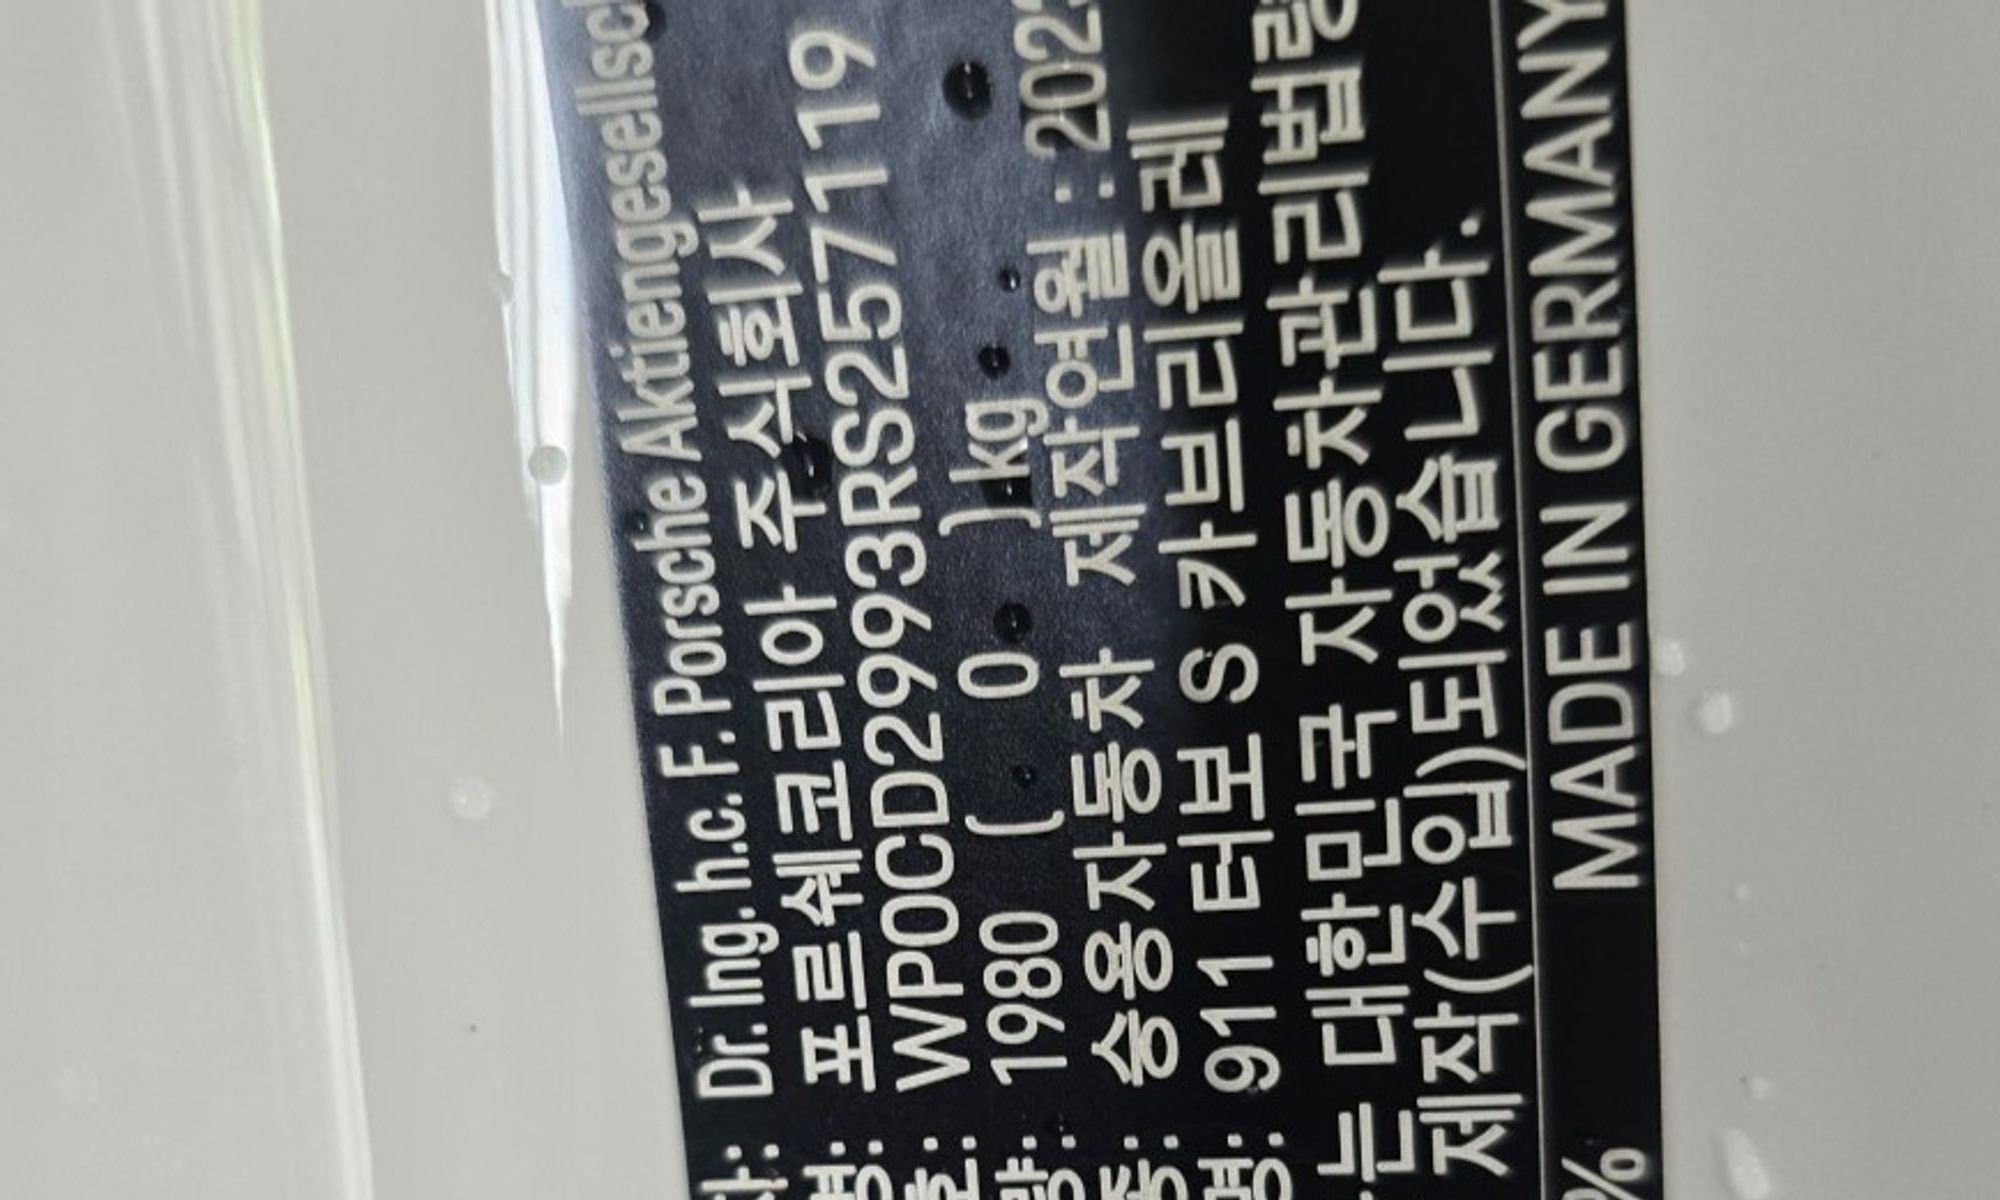 Dr. Ing. h.c. F. Porsche
포르쉐코리아 주식회사
WP0CD2993RS257119
1980 ( 0 )kg
승용자동차 제작연월 :
911 터보 S 카브리올레
는 대한민국 자동차관리법령
제작(수입)되었습니다.
% MADE IN GERMANY